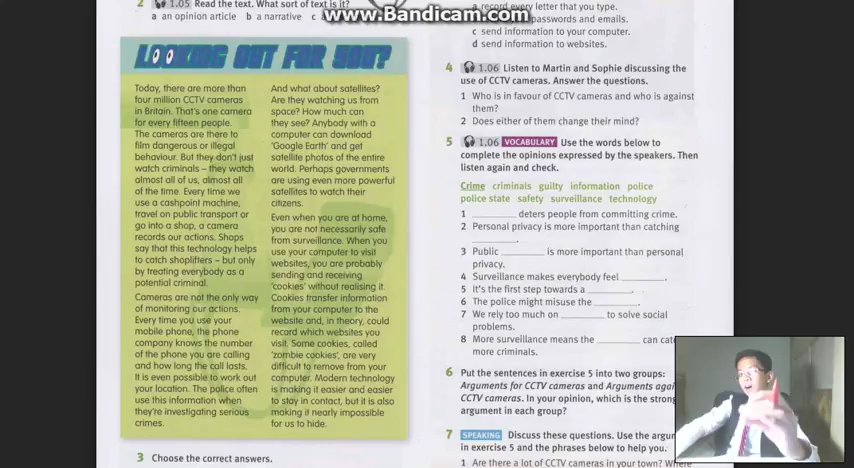 2 1.05 Read the text. What sort of text is it?
a an opinion article b a narrative c
www.Bandicam.com
LOOKING OUT FOR YOU?
Today, there are more than
four million CCTV cameras
in Britain. That's one camera
for every fifteen people.
The cameras are there to
film dangerous or illegal
behaviour. But they don't just
watch criminals – they watch
almost all of us, almost all
of the time. Every time we
use a cashpoint machine,
travel on public transport or
go into a shop, a camera
records our actions. Shops
say that this technology helps
to catch shoplifters – but only
by treating everybody as a
potential criminal.
Cameras are not the only way
of monitoring our actions.
Every time you use your
mobile phone, the phone
company knows the number
of the phone you are calling
and how long the call lasts.
It is even possible to work out
your location. The police often
use this information when
they're investigating serious
crimes.
And what about satellites?
Are they watching us from
space? How much can
they see? Anybody with a
computer can download
'Google Earth' and get
satellite photos of the entire
world. Perhaps governments
are using even more powerful
satellites to watch their
citizens.
Even when you are at home,
you are not necessarily safe
from surveillance. When you
use your computer to visit
websites, you are probably
sending and receiving
'cookies' without realising it.
Cookies transfer information
from your computer to the
website and, in theory, could
record which websites you
visit. Some cookies, called
'zombie cookies', are very
difficult to remove from your
computer. Modern technology
is making it easier and easier
to stay in contact, but it is also
making it nearly impossible
for us to hide.
3 Choose the correct answers.
a record every letter that you type.
passwords and emails.
c send information to your computer.
d send information to websites.
4 1.06 Listen to Martin and Sophie discussing the
use of CCTV cameras. Answer the questions.
1 Who is in favour of CCTV cameras and who is against
them?
2 Does either of them change their mind?
5 1.06 VOCABULARY Use the words below to
complete the opinions expressed by the speakers. Then
listen again and check.
Crime criminals guilty information police
police state safety surveillance technology
1 ________ deters people from committing crime.
2 Personal privacy is more important than catching
________.
3 Public ________ is more important than personal
privacy.
4 Surveillance makes everybody feel ________.
5 It's the first step towards a ________.
6 The police might misuse the ________.
7 We rely too much on ________ to solve social
problems.
8 More surveillance means the ________ can
more criminals.
6 Put the sentences in exercise 5 into two groups:
Arguments for CCTV cameras and Arguments
CCTV cameras. In your opinion, which is the
argument in each group?
7 SPEAKING Discuss these questions. Use the
in exercise 5 and the phrases below to help you.
1 Are there a lot of CCTV cameras in your town?